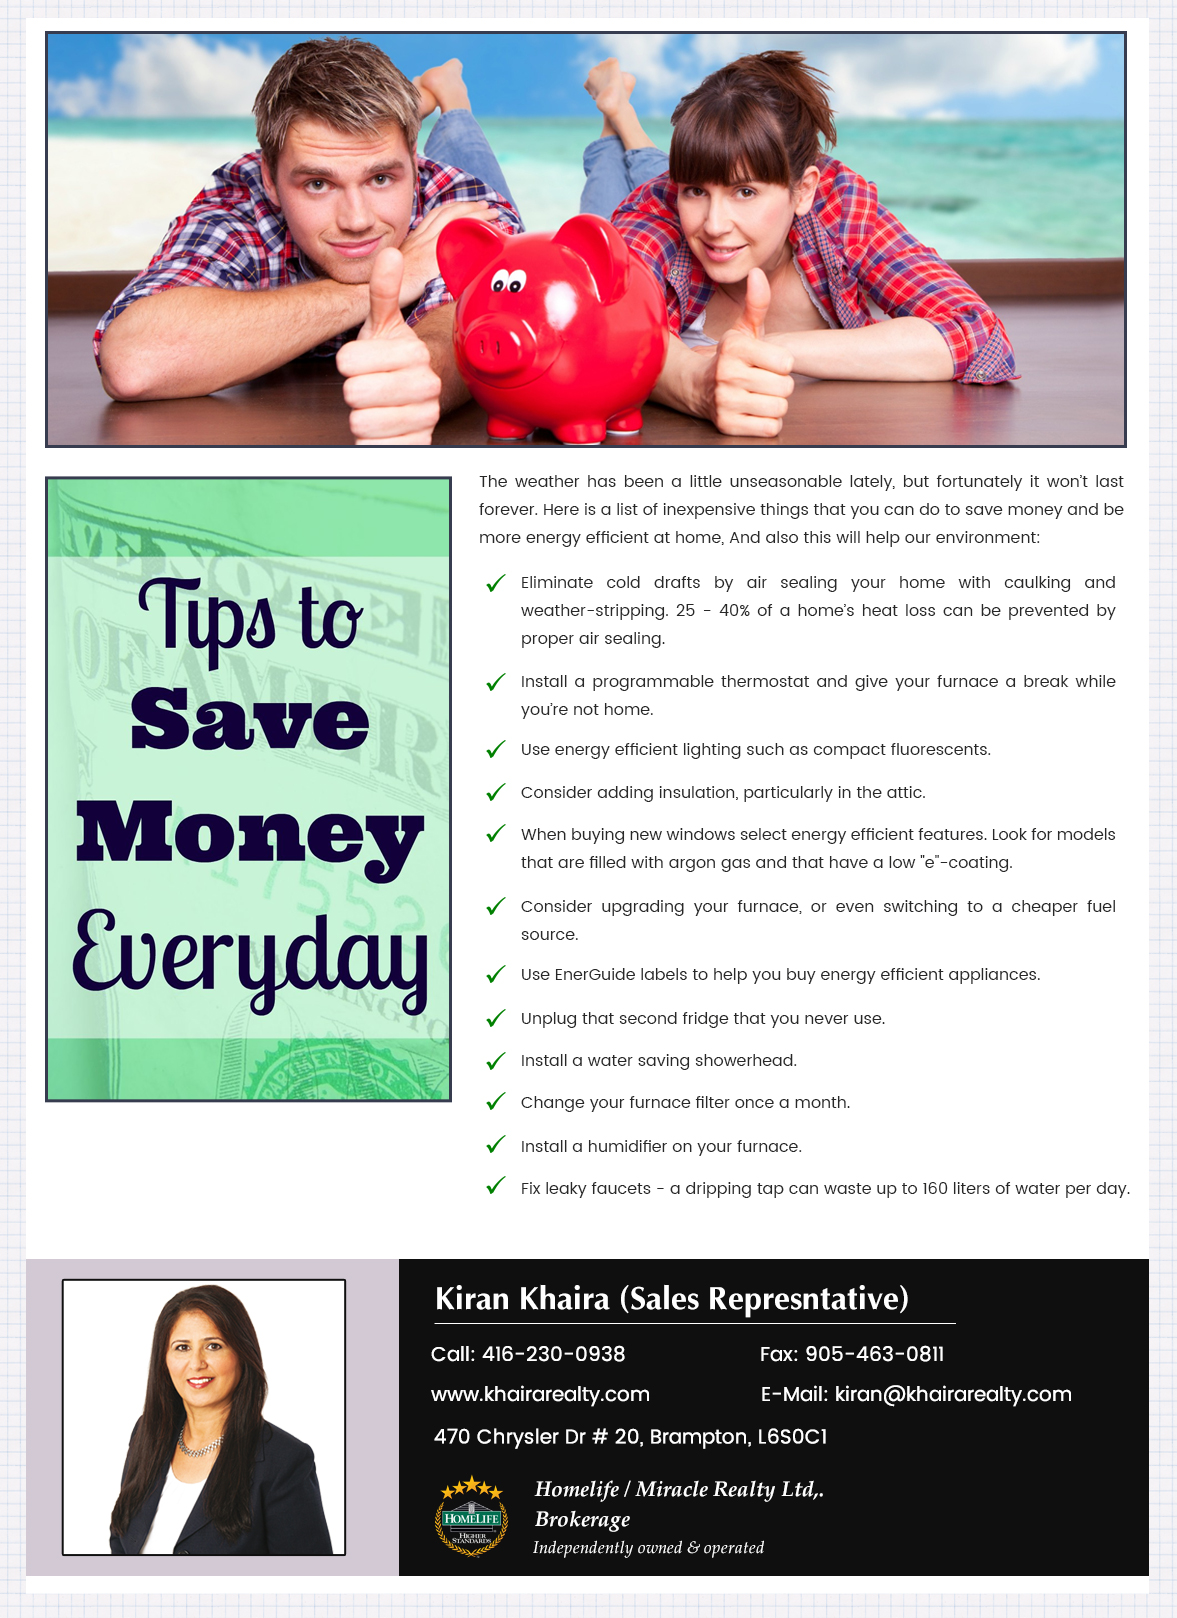 Tips to
Save
Money
Everyday
The weather has been a little unseasonable lately, but fortunately it won't last
forever. Here is a list of inexpensive things that you can do to save money and be
more energy efficient at home, And also this will help our environment:
Eliminate cold drafts by air sealing your home with caulking and
weather-stripping. 25 - 40% of a home's heat loss can be prevented by
proper air sealing.
Install a programmable thermostat and give your furnace a break while
you're not home.
Use energy efficient lighting such as compact fluorescents.
Consider adding insulation, particularly in the attic.
When buying new windows select energy efficient features. Look for models
that are filled with argon gas and that have a low "e"-coating.
Consider upgrading your furnace, or even switching to a cheaper fuel
source.
Use EnerGuide labels to help you buy energy efficient appliances.
Unplug that second fridge that you never use.
Install a water saving showerhead.
Change your furnace filter once a month.
Install a humidifier on your furnace.
Fix leaky faucets - a dripping tap can waste up to 160 liters of water per day.
Kiran Khaira (Sales Represntative)
Call: 416-230-0938
Fax: 905-463-0811
www.khairarealty.com
E-Mail: kiran@khairarealty.com
470 Chrysler Dr # 20, Brampton, L6S0C1
HOMELIFE
HIGHER
STANDARDS
Homelife / Miracle Realty Ltd,.
Brokerage
Independently owned & operated